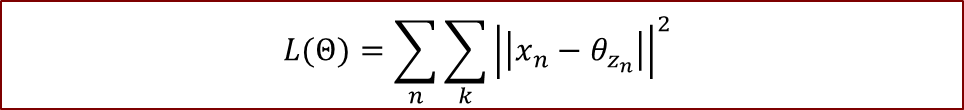 L(Θ) = ∑_n ∑_k ||x_n − θ_{z_n}||^2